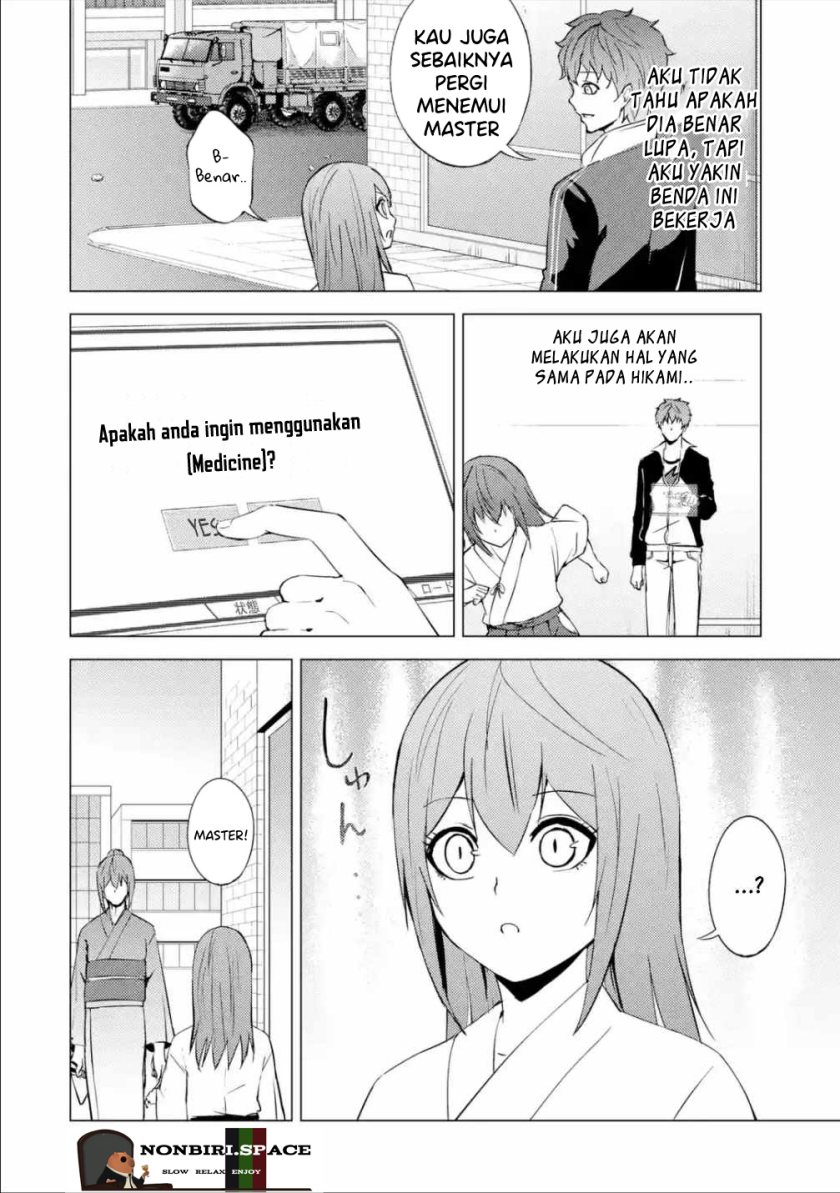 AKU TIDAK
TAHU APAKAH
DIA BENAR
LUPA, TAPI
AKU YAKIN
BENDA INI
BEKERJA
KAU JUGA
SEBAIKNYA
PERGI
MENEMUI
MASTER
B-
Benar..
AKU JUGA AKAN
MELAKUKAN HAL YANG
SAMA PADA HIKAMI..
Apakah anda ingin menggunakan
(Medicine)?
YES
状態
ロード
...?
しゅん
MASTER!
NONBIRI.SPACE
SLOW RELAX ENJOY